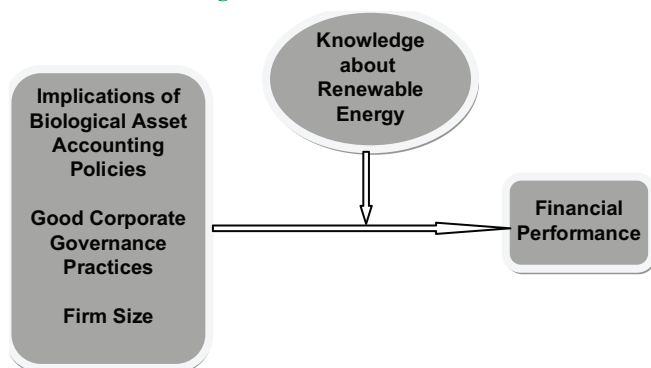 Knowledge
about
Renewable
Energy
Implications of
Biological Asset
Accounting
Policies
Good Corporate
Governance
Practices
Firm Size
Financial
Performance